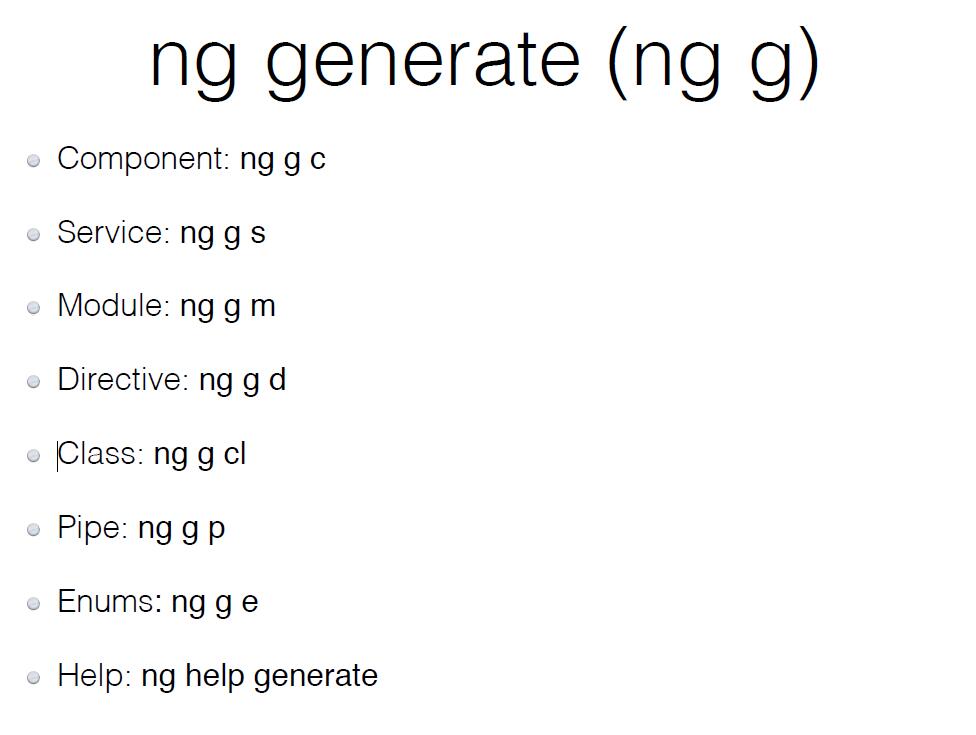 ng generate (ng g)
Component: ng g c
Service: ng g s
Module: ng g m
Directive: ng g d
Class: ng g cl
Pipe: ng g p
Enums: ng g e
Help: ng help generate